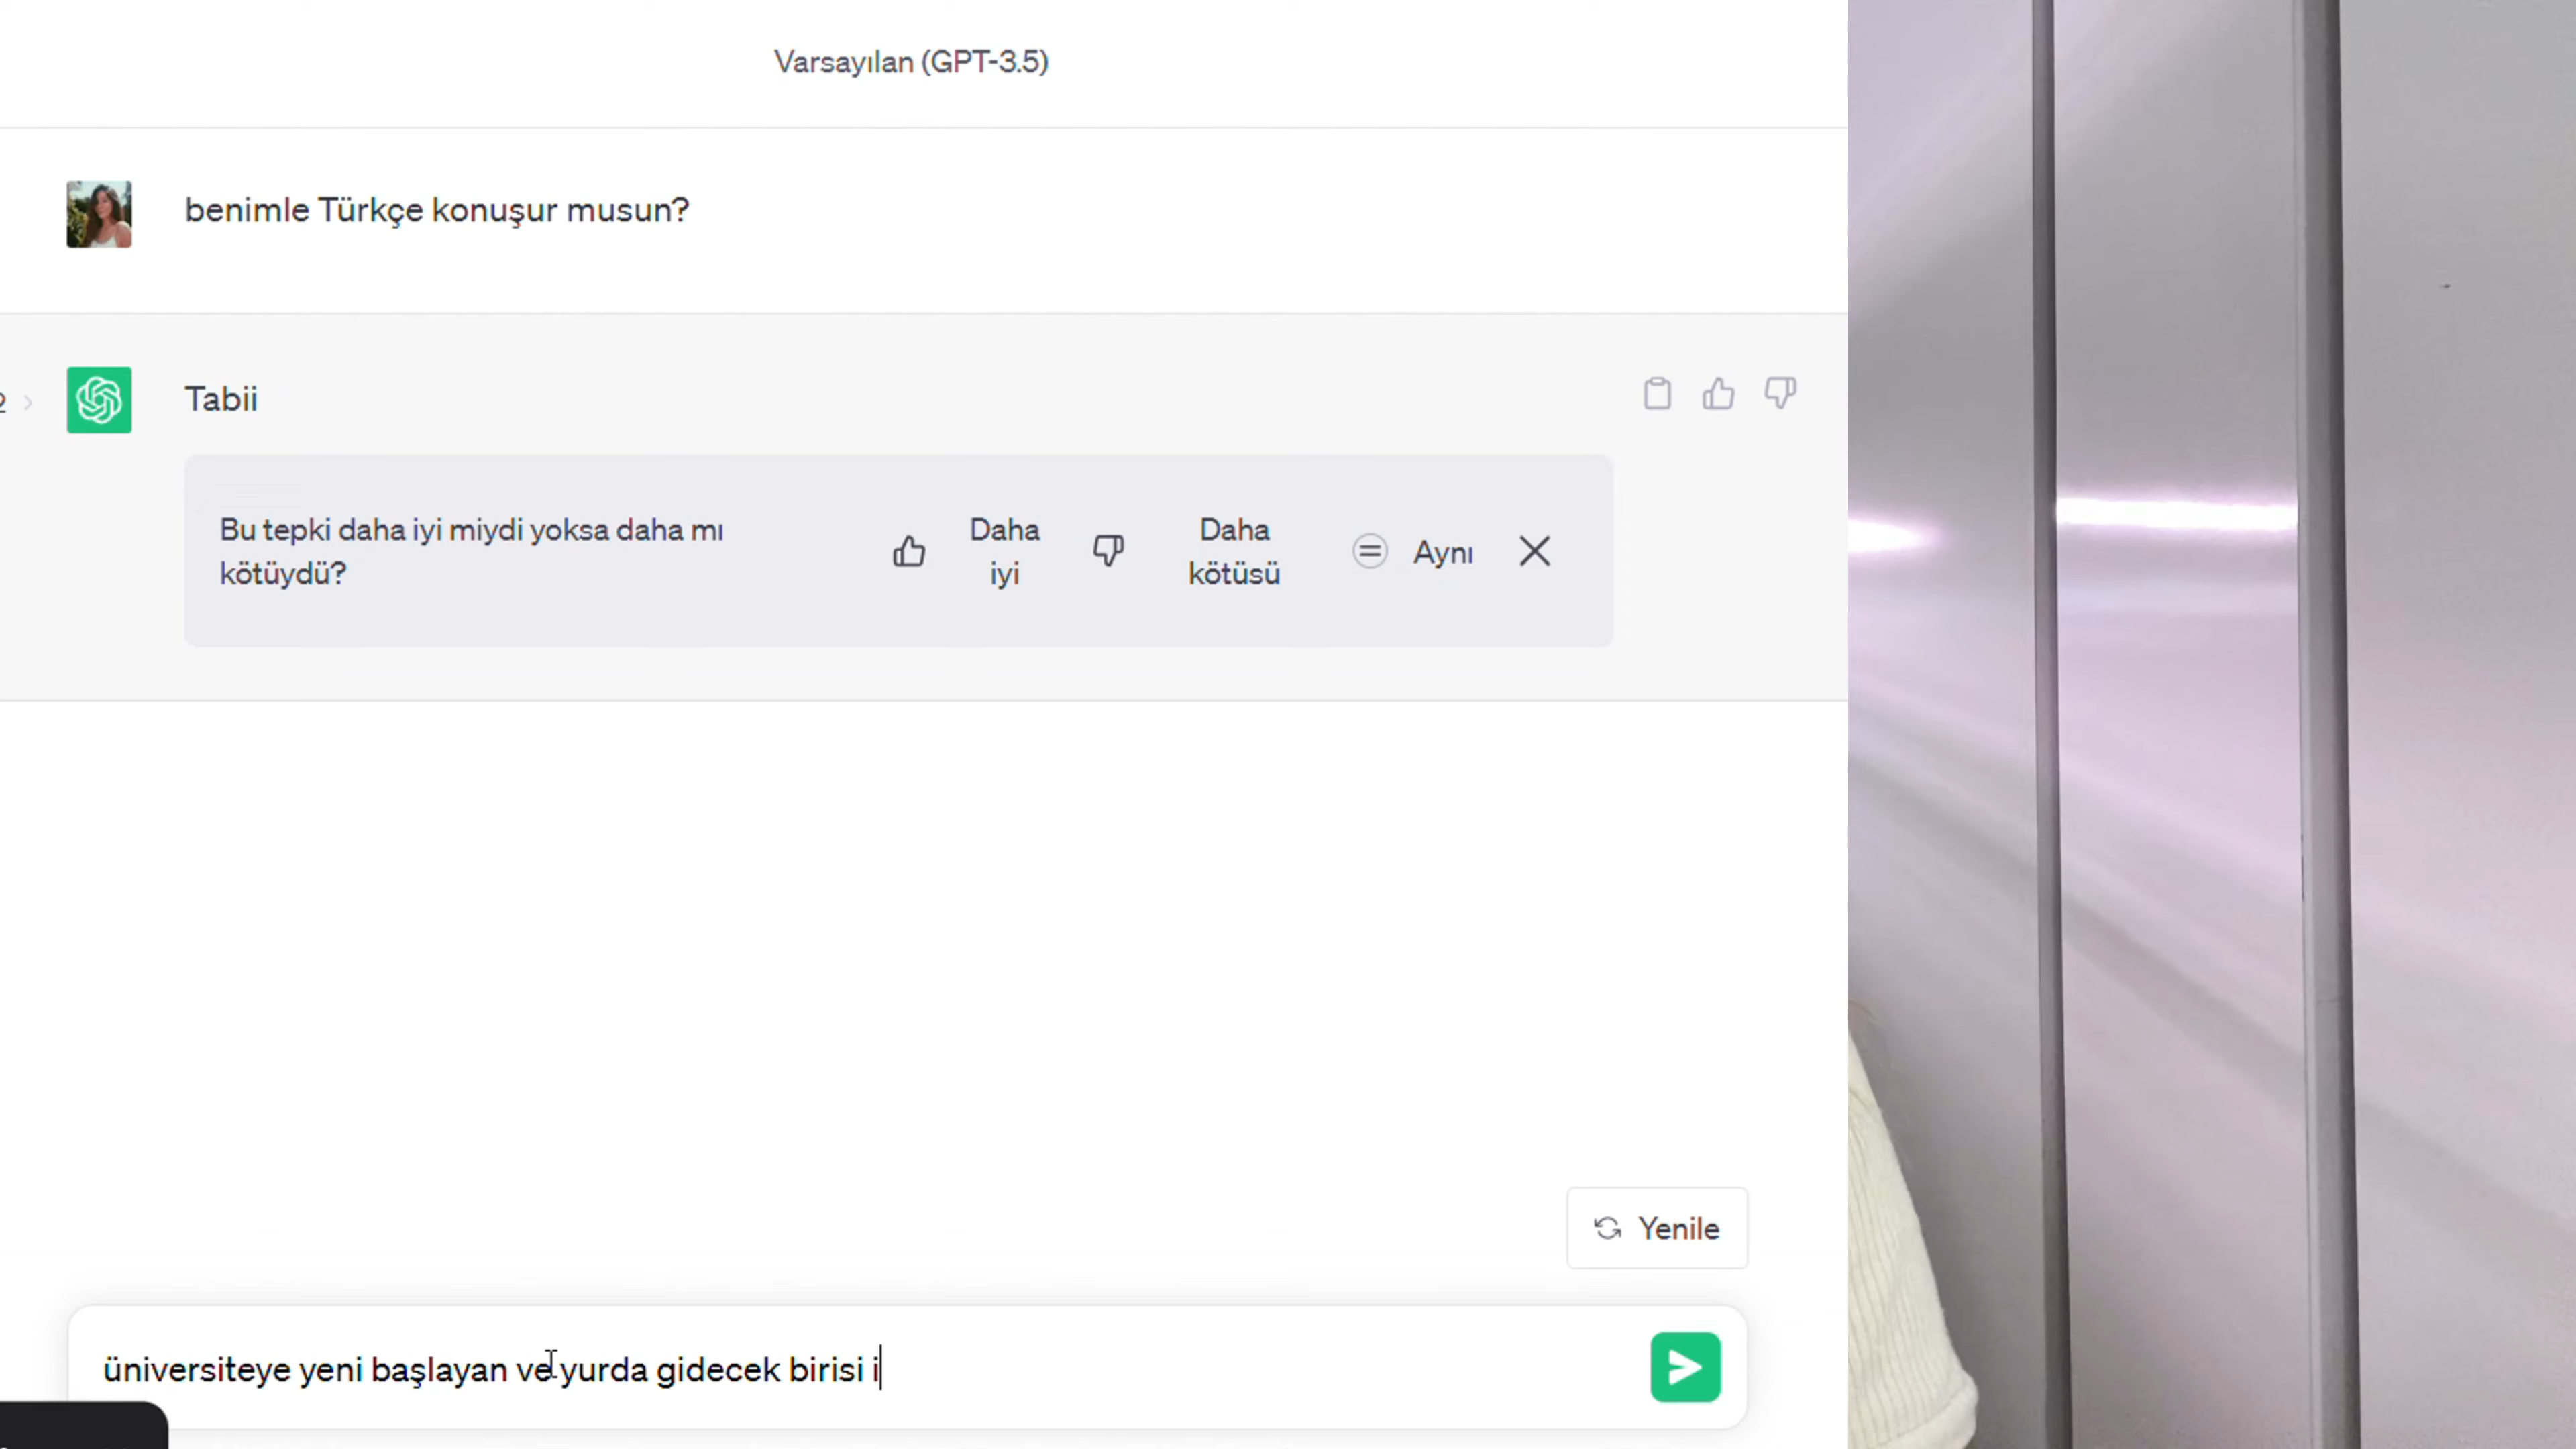 Varsayılan (GPT-3.5)
benimle Türkçe konuşur musun?
2
Tabii
Bu tepki daha iyi miydi yoksa daha mı
kötüydü?
Daha
iyi
Daha
kötüsü
Aynı
Yenile
üniversiteye yeni başlayan ve yurda gidecek birisi i